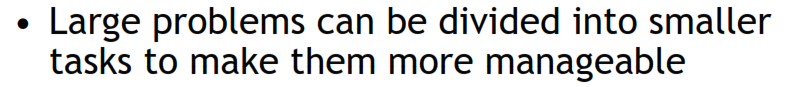 • Large problems can be divided into smaller
tasks to make them more manageable